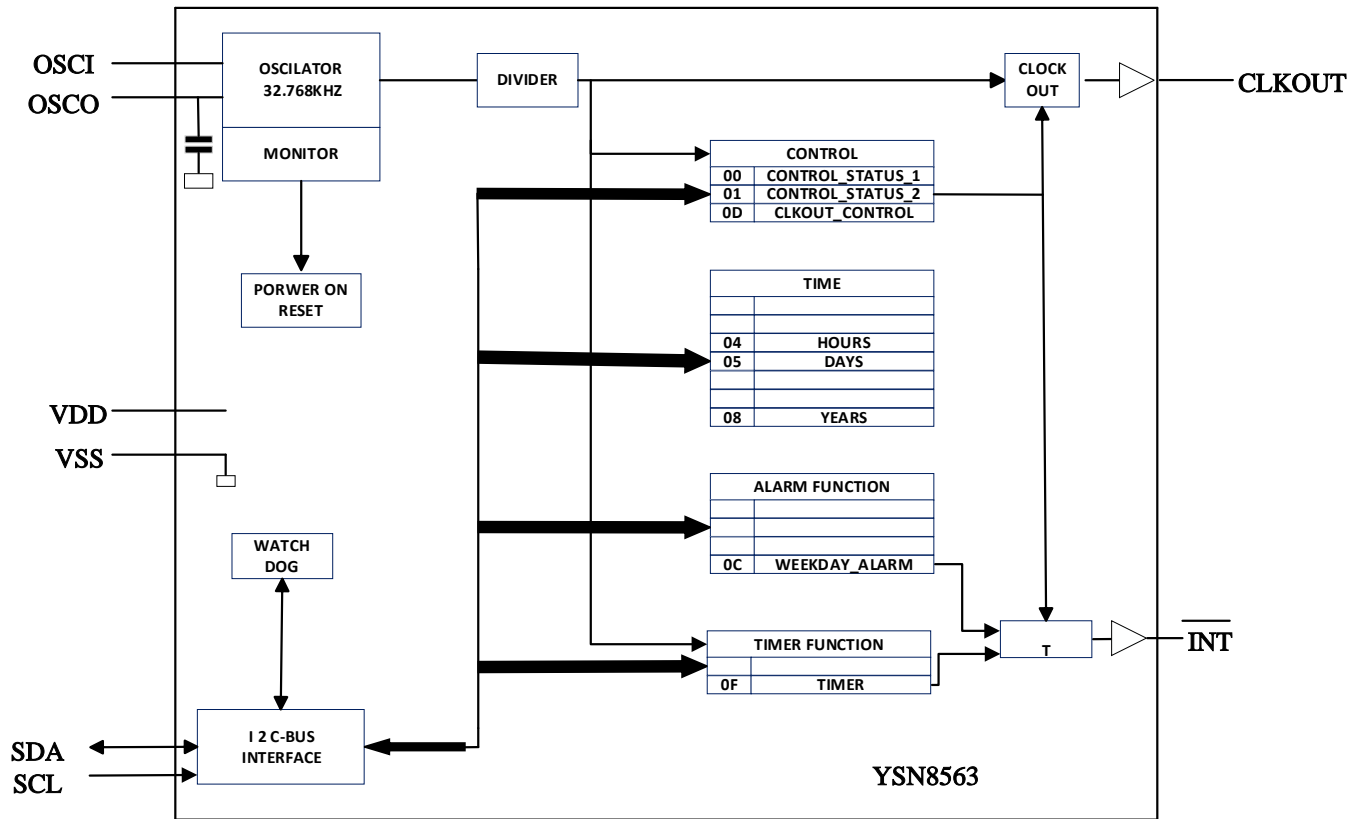 OSCI
OSCO
OSCILATOR
32.768KHZ
MONITOR
DIVIDER
CLOCK
OUT
CLKOUT
CONTROL
00 CONTROL_STATUS_1
01 CONTROL_STATUS_2
0D CLKOUT_CONTROL
PORWER ON
RESET
TIME
04 HOURS
05 DAYS
08 YEARS
VDD
VSS
ALARM FUNCTION
0C WEEKDAY_ALARM
WATCH
DOG
TIMER FUNCTION
0F TIMER
T
INT
I 2 C-BUS
INTERFACE
SDA
SCL
YSN8563